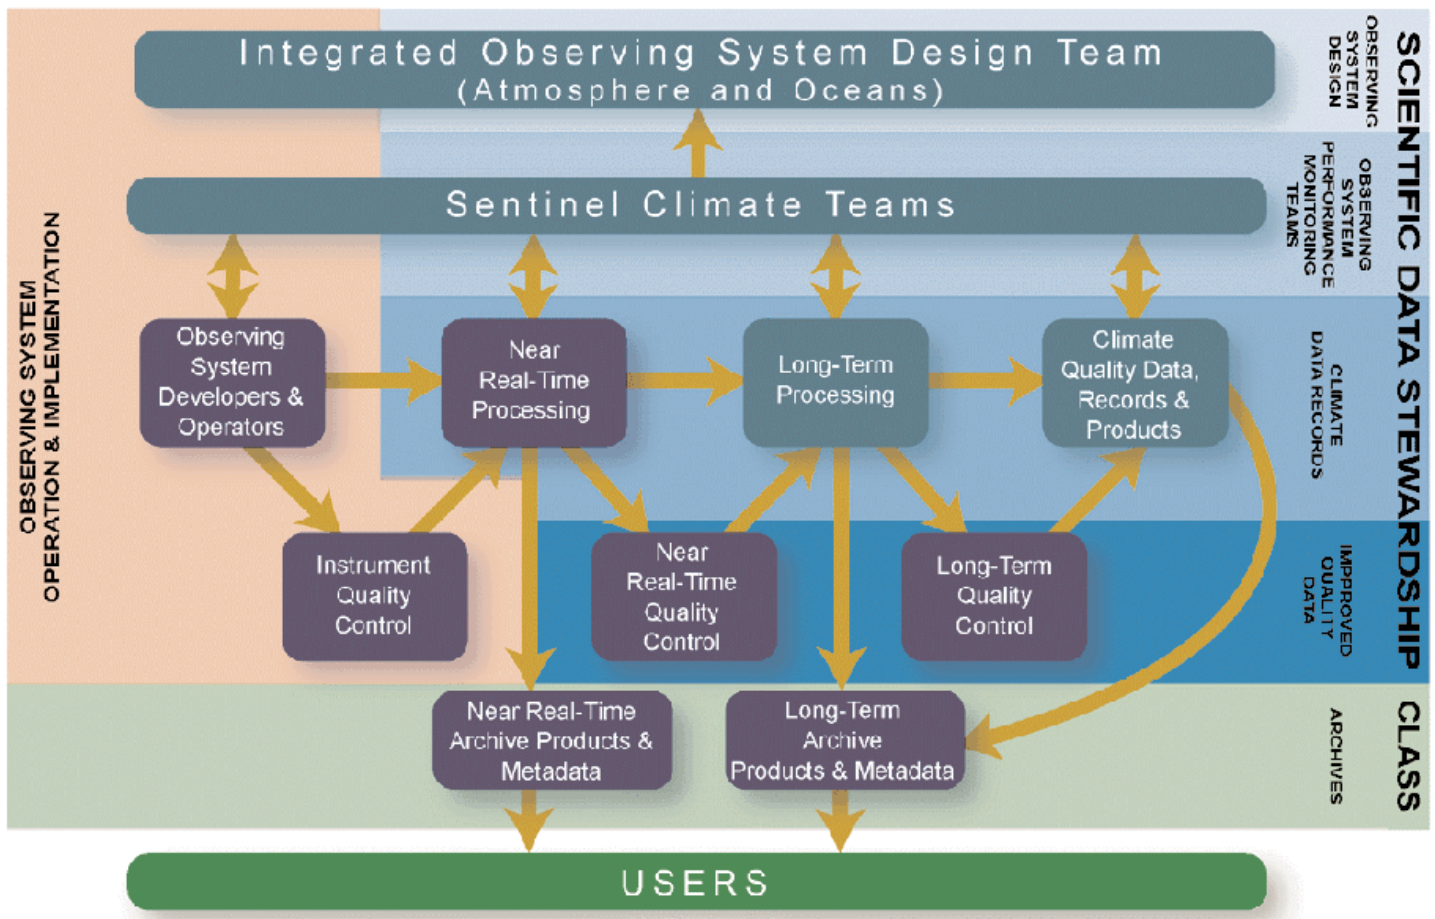 Integrated Observing System Design Team
(Atmosphere and Oceans)
OBSERVING
SYSTEM
DESIGN
SCIENTIFIC DATA STEWARDSHIP
Sentinel Climate Teams
OBSERVING
SYSTEM
PERFORMANCE
MONITORING
TEAMS
OBSERVING SYSTEM
OPERATION & IMPLEMENTATION
Observing
System
Developers &
Operators
Near
Real-Time
Processing
Long-Term
Processing
Climate
Quality Data,
Records &
Products
CLIMATE
DATA RECORDS
Instrument
Quality
Control
Near
Real-Time
Quality
Control
Long-Term
Quality
Control
IMPPROVED
QUALITY
DATA
Near Real-Time
Archive Products &
Metadata
Long-Term
Archive
Products & Metadata
ARCHIVES
CLASS
USERS